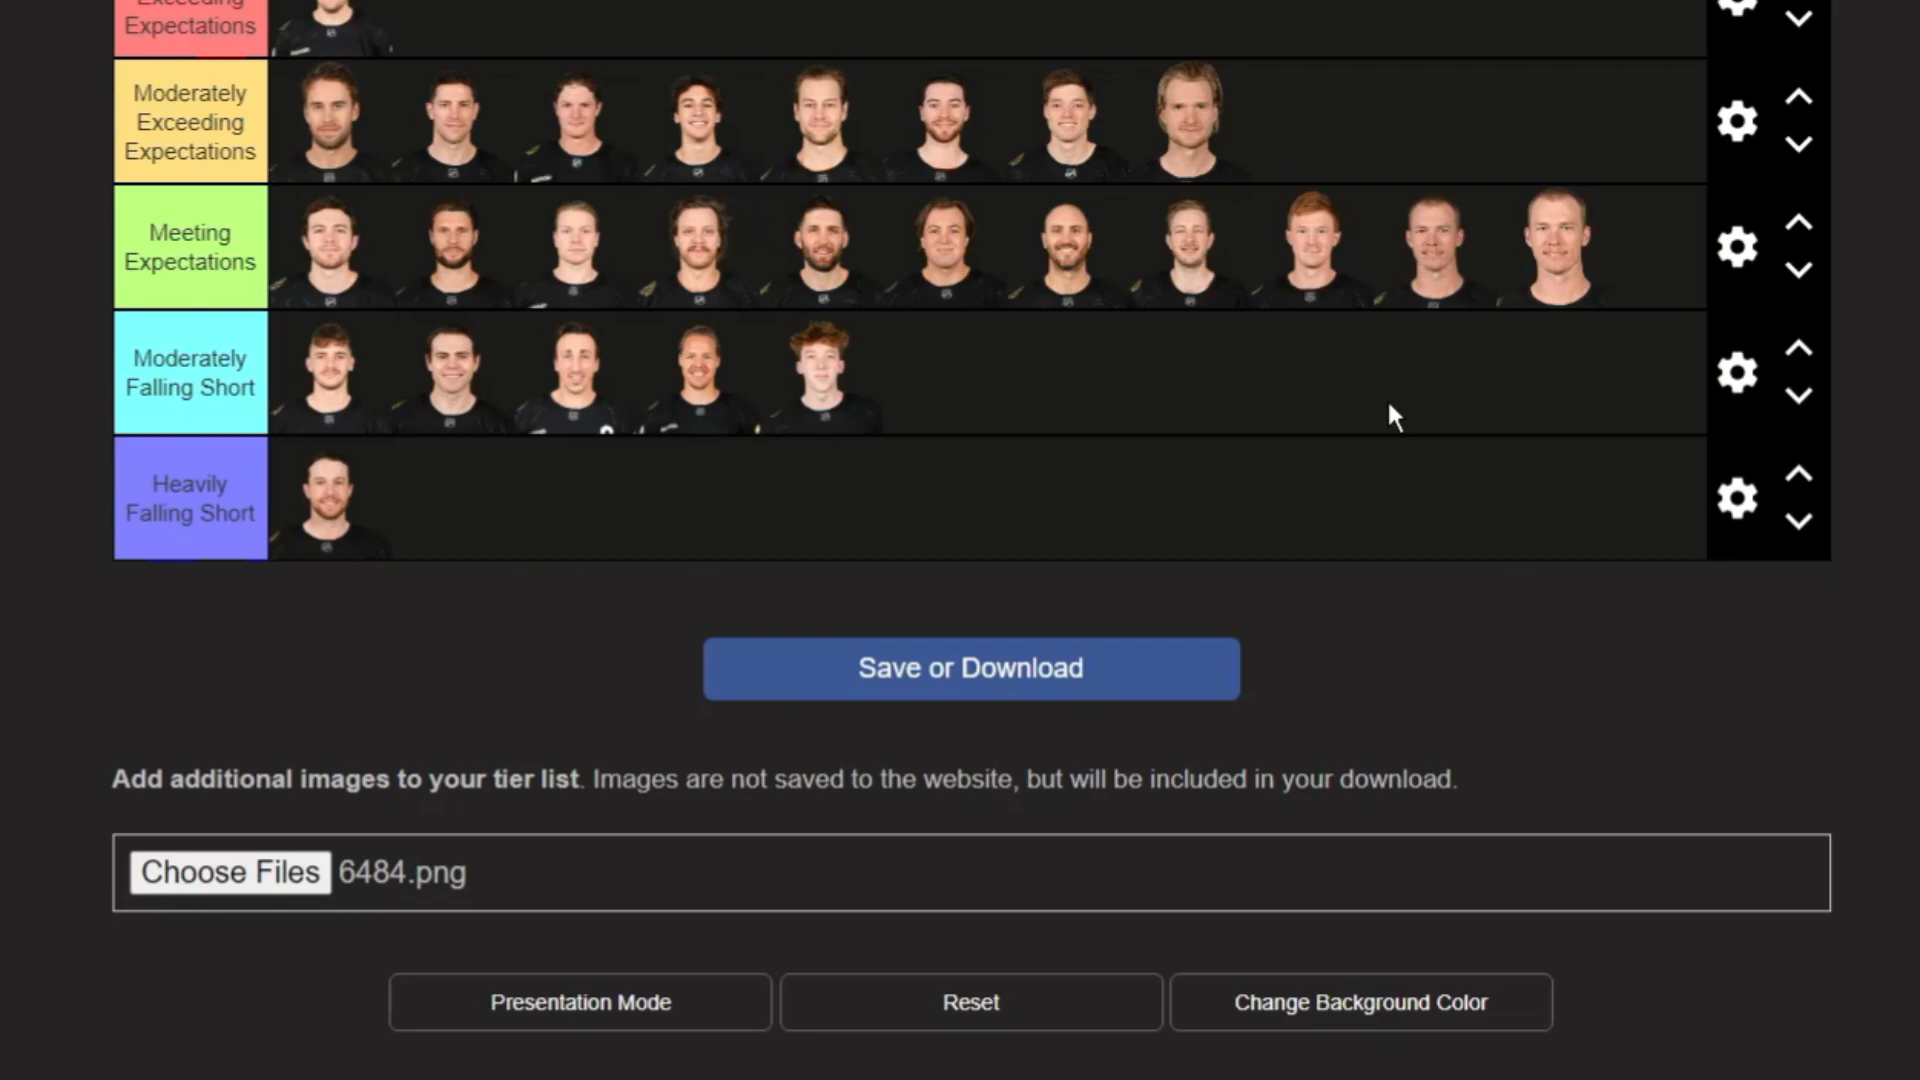 Exceeding
Expectations
Moderately
Exceeding
Expectations
Meeting
Expectations
Moderately
Falling Short
Heavily
Falling Short
Save or Download
Add additional images to your tier list. Images are not saved to the website, but will be included in your download.
Choose Files 6484.png
Presentation Mode
Reset
Change Background Color